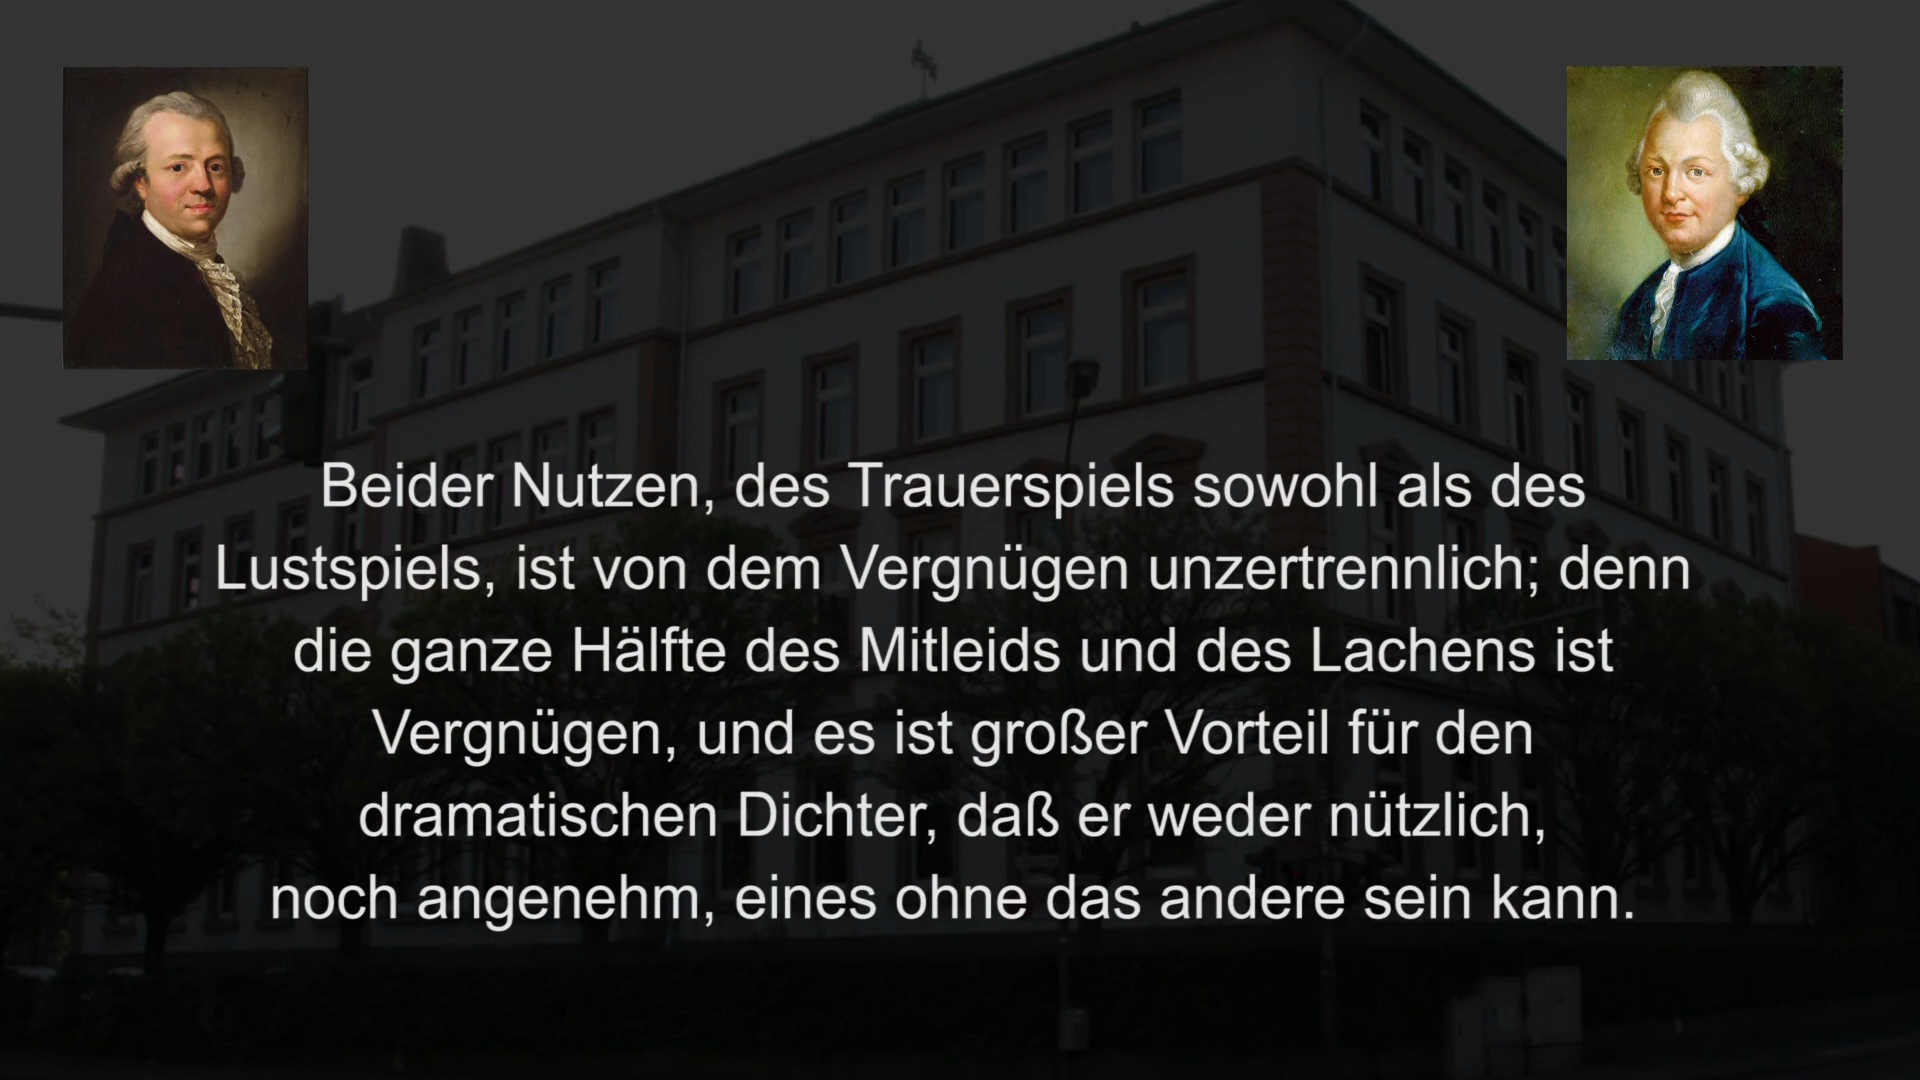 Beider Nutzen, des Trauerspiels sowohl als des
Lustspiels, ist von dem Vergnügen unzertrennlich; denn
die ganze Hälfte des Mitleids und des Lachens ist
Vergnügen, und es ist großer Vorteil für den
dramatischen Dichter, daß er weder nützlich,
noch angenehm, eines ohne das andere sein kann.